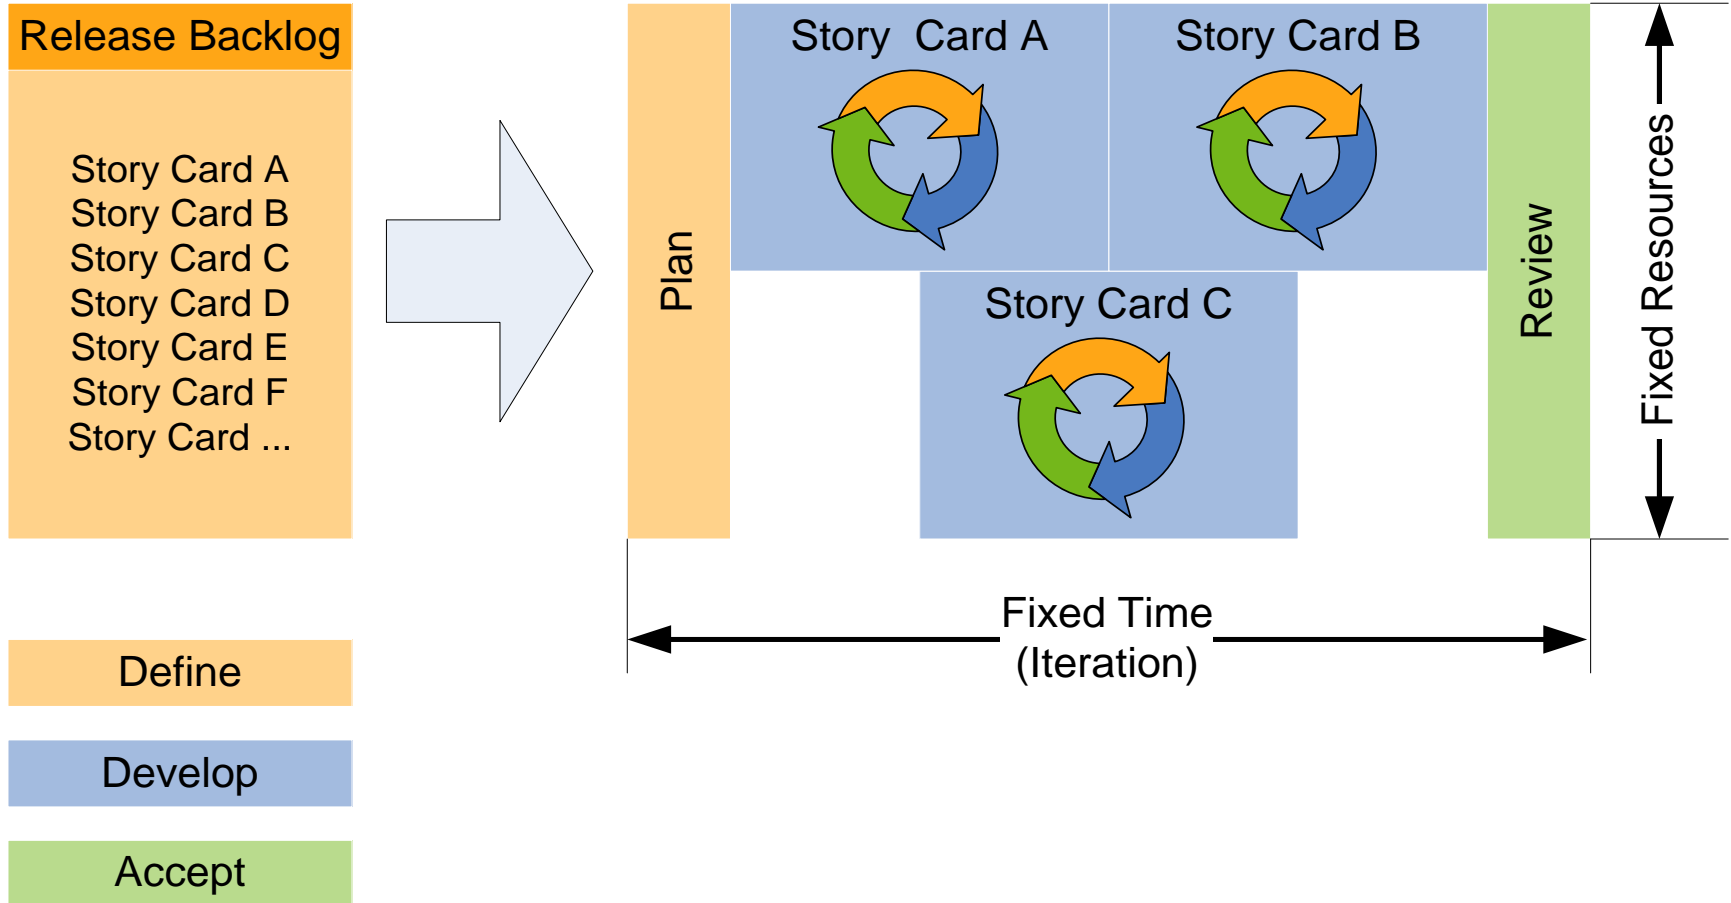 Release Backlog
Story Card A
Story Card B
Story Card C
Story Card D
Story Card E
Story Card F
Story Card ...
Plan
Story Card A
Story Card B
Story Card C
Review
Fixed Resources
Fixed Time
(Iteration)
Define
Develop
Accept